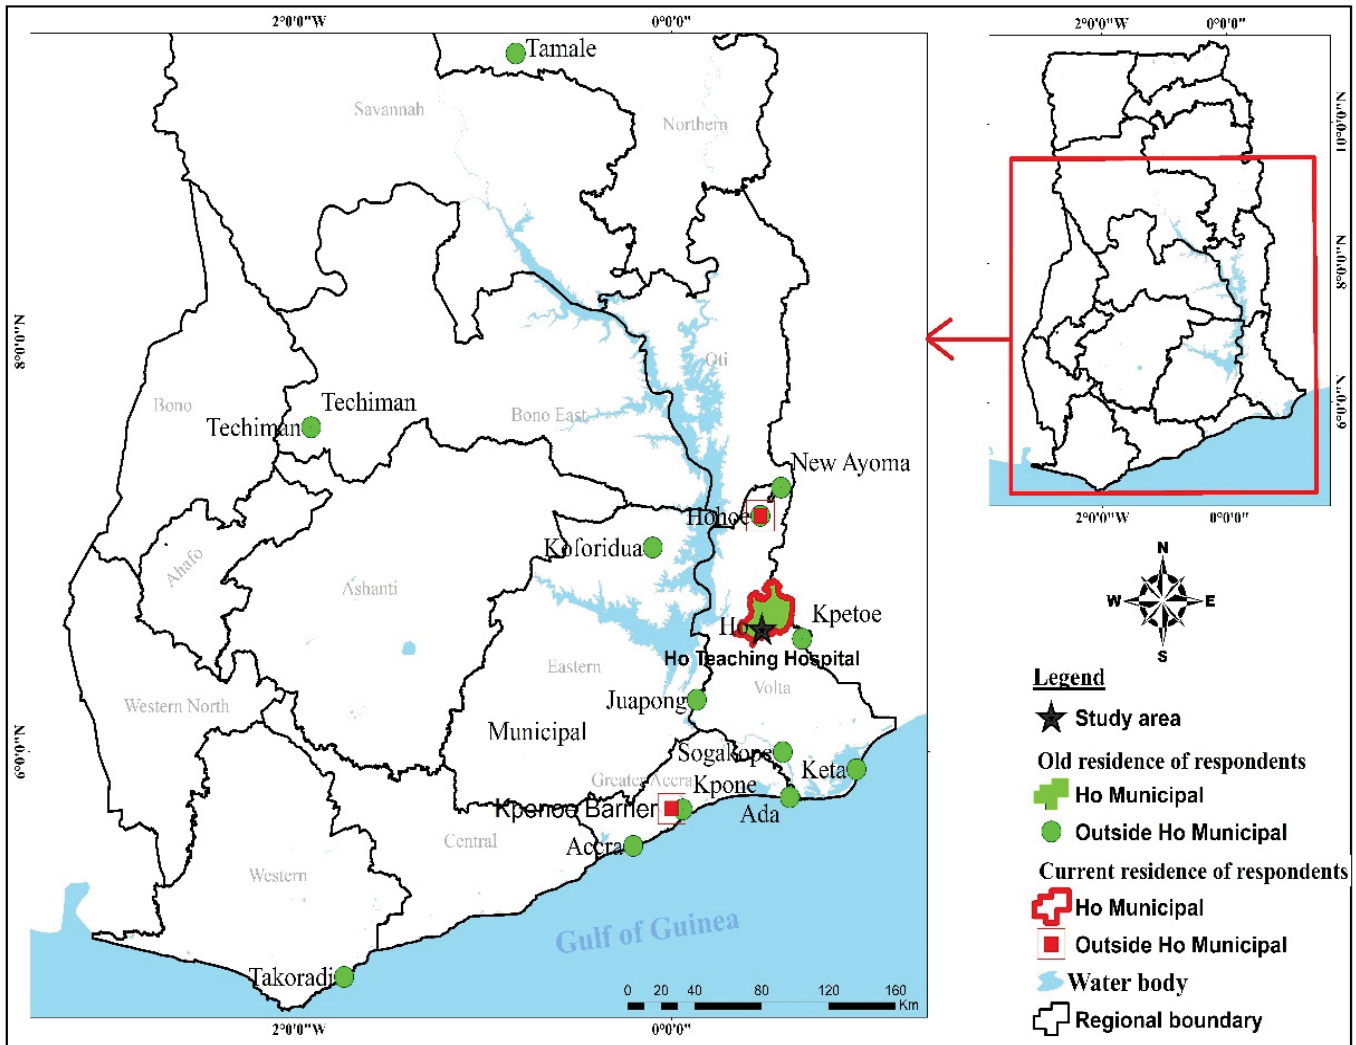 2°0'0"W
0°0'0"
2°0'0"W
0°0'0"
Tamale
Savannah
Northern
10°0'0"N
8°0'0"N
8°0'0"N
Oti
Bono
Techiman
Techiman
Bono East
6°0'0"N
New Ayoma
Hohoe
2°0'0"W
0°0'0"
Koforidua
Ahafo
Ashanti
N
W
E
S
Kpetoe
Ho
Ho Teaching Hospital
Eastern
Volta
Western North
Juapong
Municipal
6°0'0"N
Sogakope
Keta
Greater Accra
Kpone
Kponoo Barrier
Ada
Central
Accra
Western
Gulf of Guinea
Takoradi
0 20 40 80 120 160
Km
2°0'0"W
0°0'0"
Legend
Study area
Old residence of respondents
Ho Municipal
Outside Ho Municipal
Current residence of respondents
Ho Municipal
Outside Ho Municipal
Water body
Regional boundary